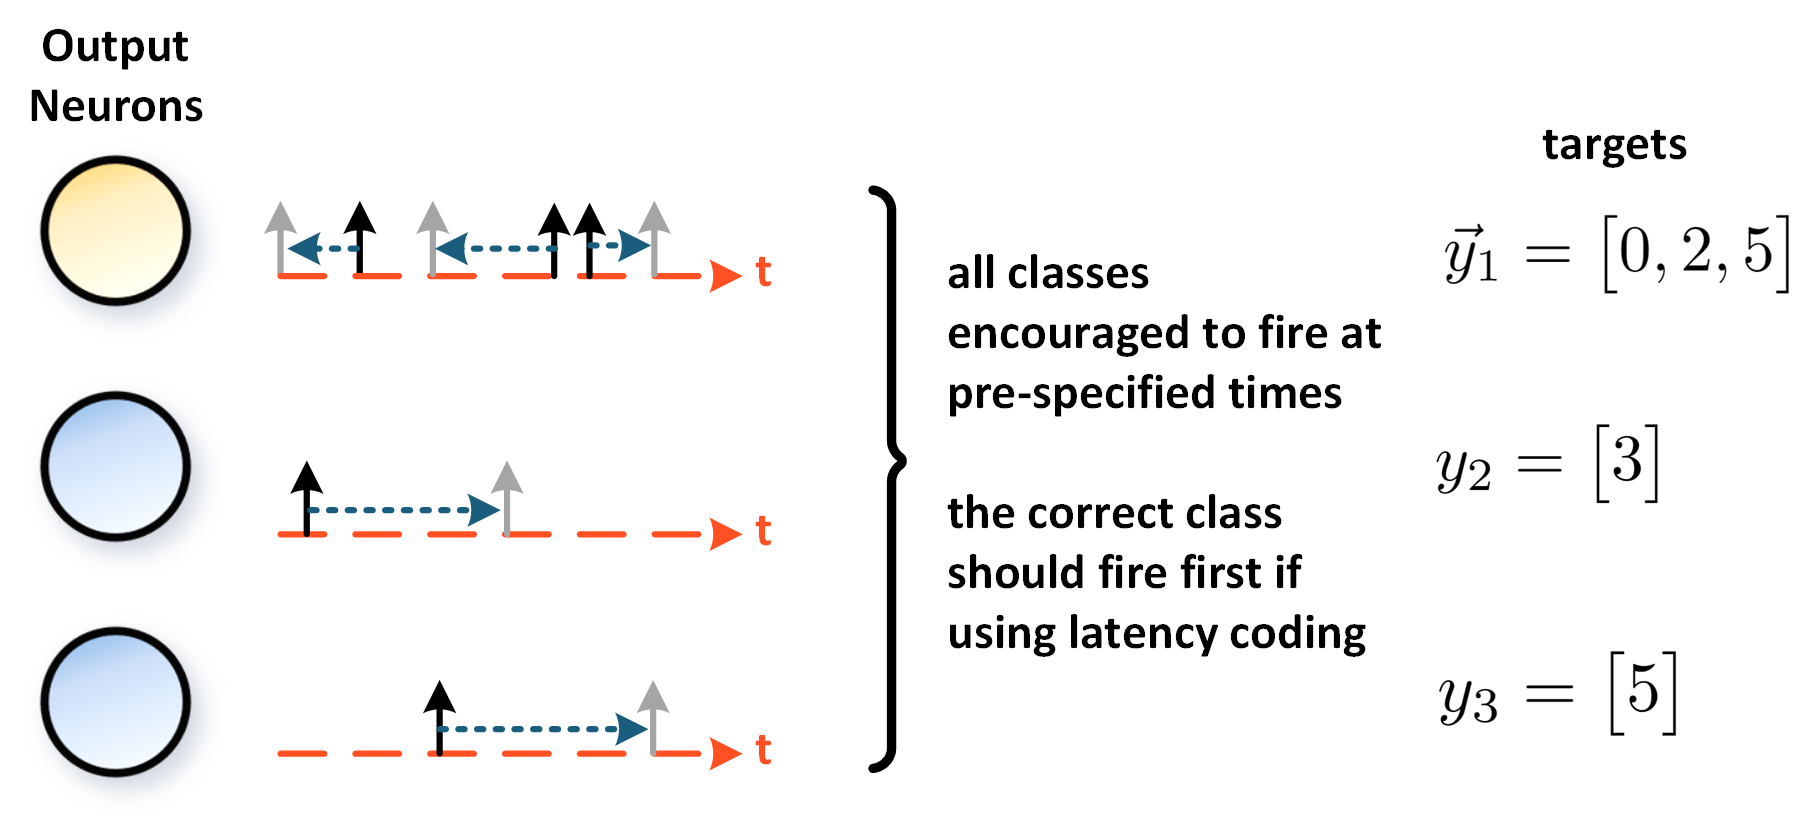 Output
Neurons
targets
t
$\vec{y}_1 = [0, 2, 5]$
all classes
encouraged to fire at
pre-specified times
t
$y_2 = [3]$
the correct class
should fire first if
using latency coding
t
$y_3 = [5]$